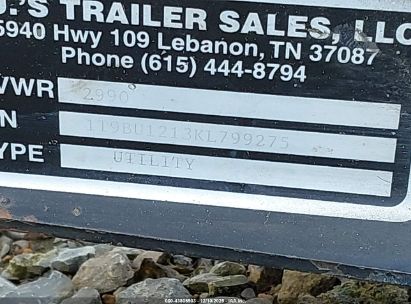 J.'S TRAILER SALES, LLC
5940 Hwy 109 Lebanon, TN 37087
Phone (615) 444-8794
VWR 2990
N 1T9BU1213KL799275
YPE UTILITY